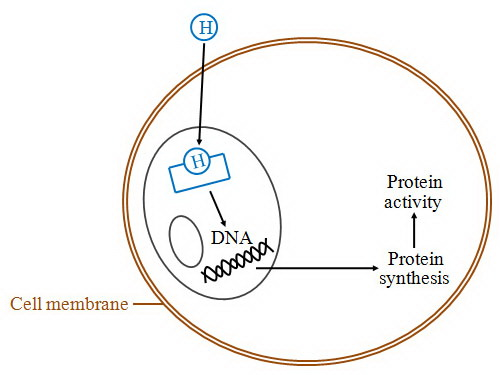 H
H
Protein
activity
DNA
Protein
synthesis
Cell membrane